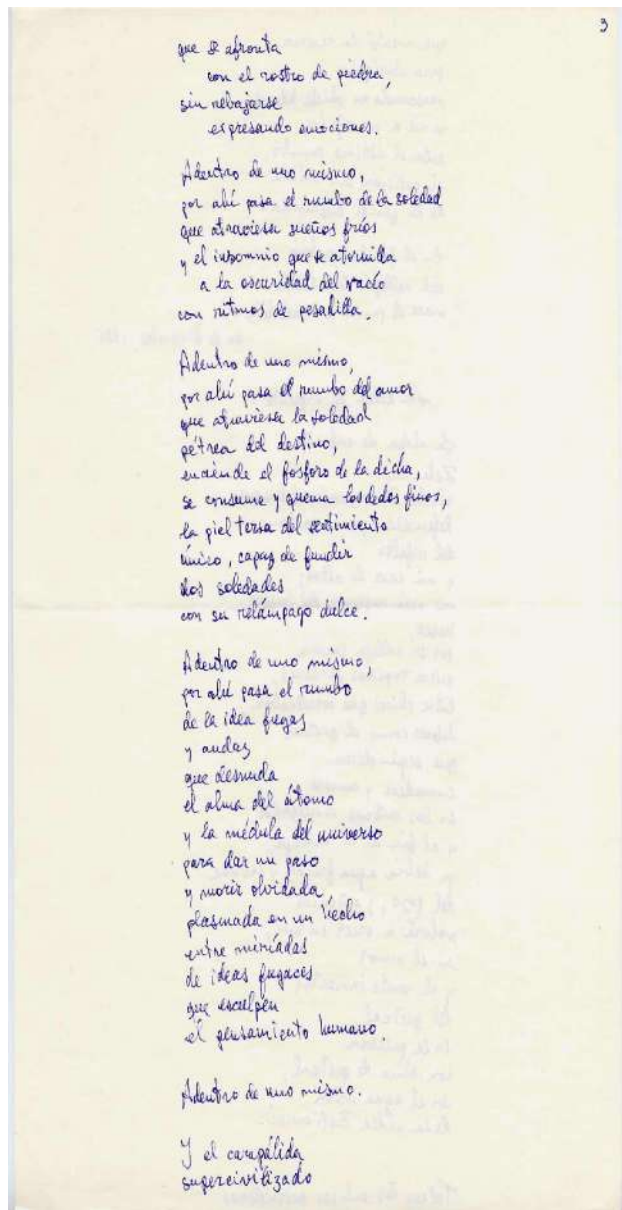 3
que se afronta
con el rostro de piedra,
sin rebajarse
expresando emociones.
Adentro de uno mismo,
por ahí pasa el rumbo de la soledad
que atraviesa sueños fríos
y el insomnio que se atornilla
a la oscuridad del vacío
con ritmos de pesadilla.
Adentro de uno mismo,
por ahí pasa el rumbo del amor
que atraviesa la soledad
pétrea del destino,
enciende el fósforo de la dicha,
se consume y quema los dedos finos,
la piel tersa del sentimiento
único, capaz de fundir
dos soledades
con su relámpago dulce.
Adentro de uno mismo,
por ahí pasa el rumbo
de la idea fugaz
y audaz
que desnuda
el alma del átomo
y la médula del universo
para dar un paso
y morir olvidada,
plasmada en un hecho
entre miríadas
de ideas fugaces
que esculpen
el pensamiento humano.
Adentro de uno mismo.
Y el carapálida
supercivilizado